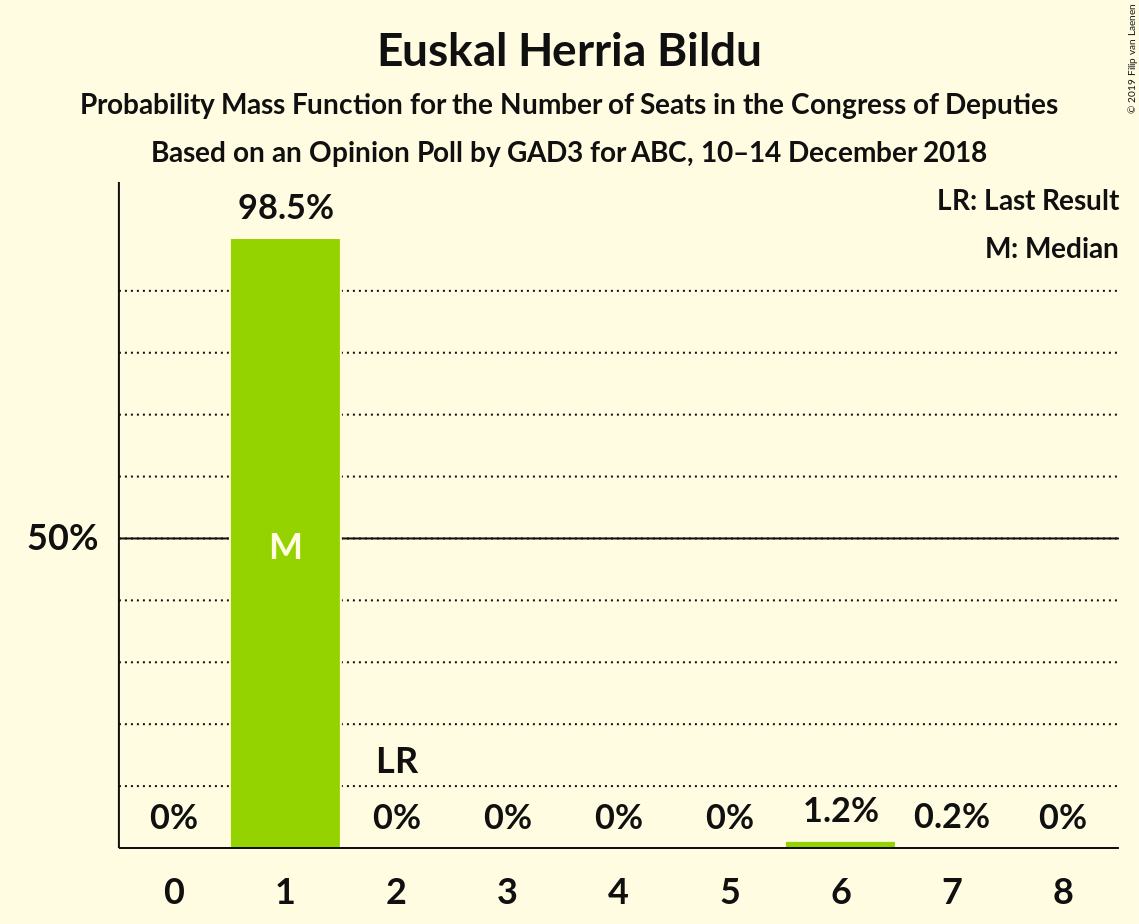 Euskal Herria Bildu
Probability Mass Function for the Number of Seats in the Congress of Deputies
Based on an Opinion Poll by GAD3 for ABC, 10–14 December 2018
© 2019 Filip van Laenen
LR: Last Result
M: Median
98.5%
50%
M
LR
0%
0%
0%
0%
0%
1.2%
0.2%
0%
0 1 2 3 4 5 6 7 8